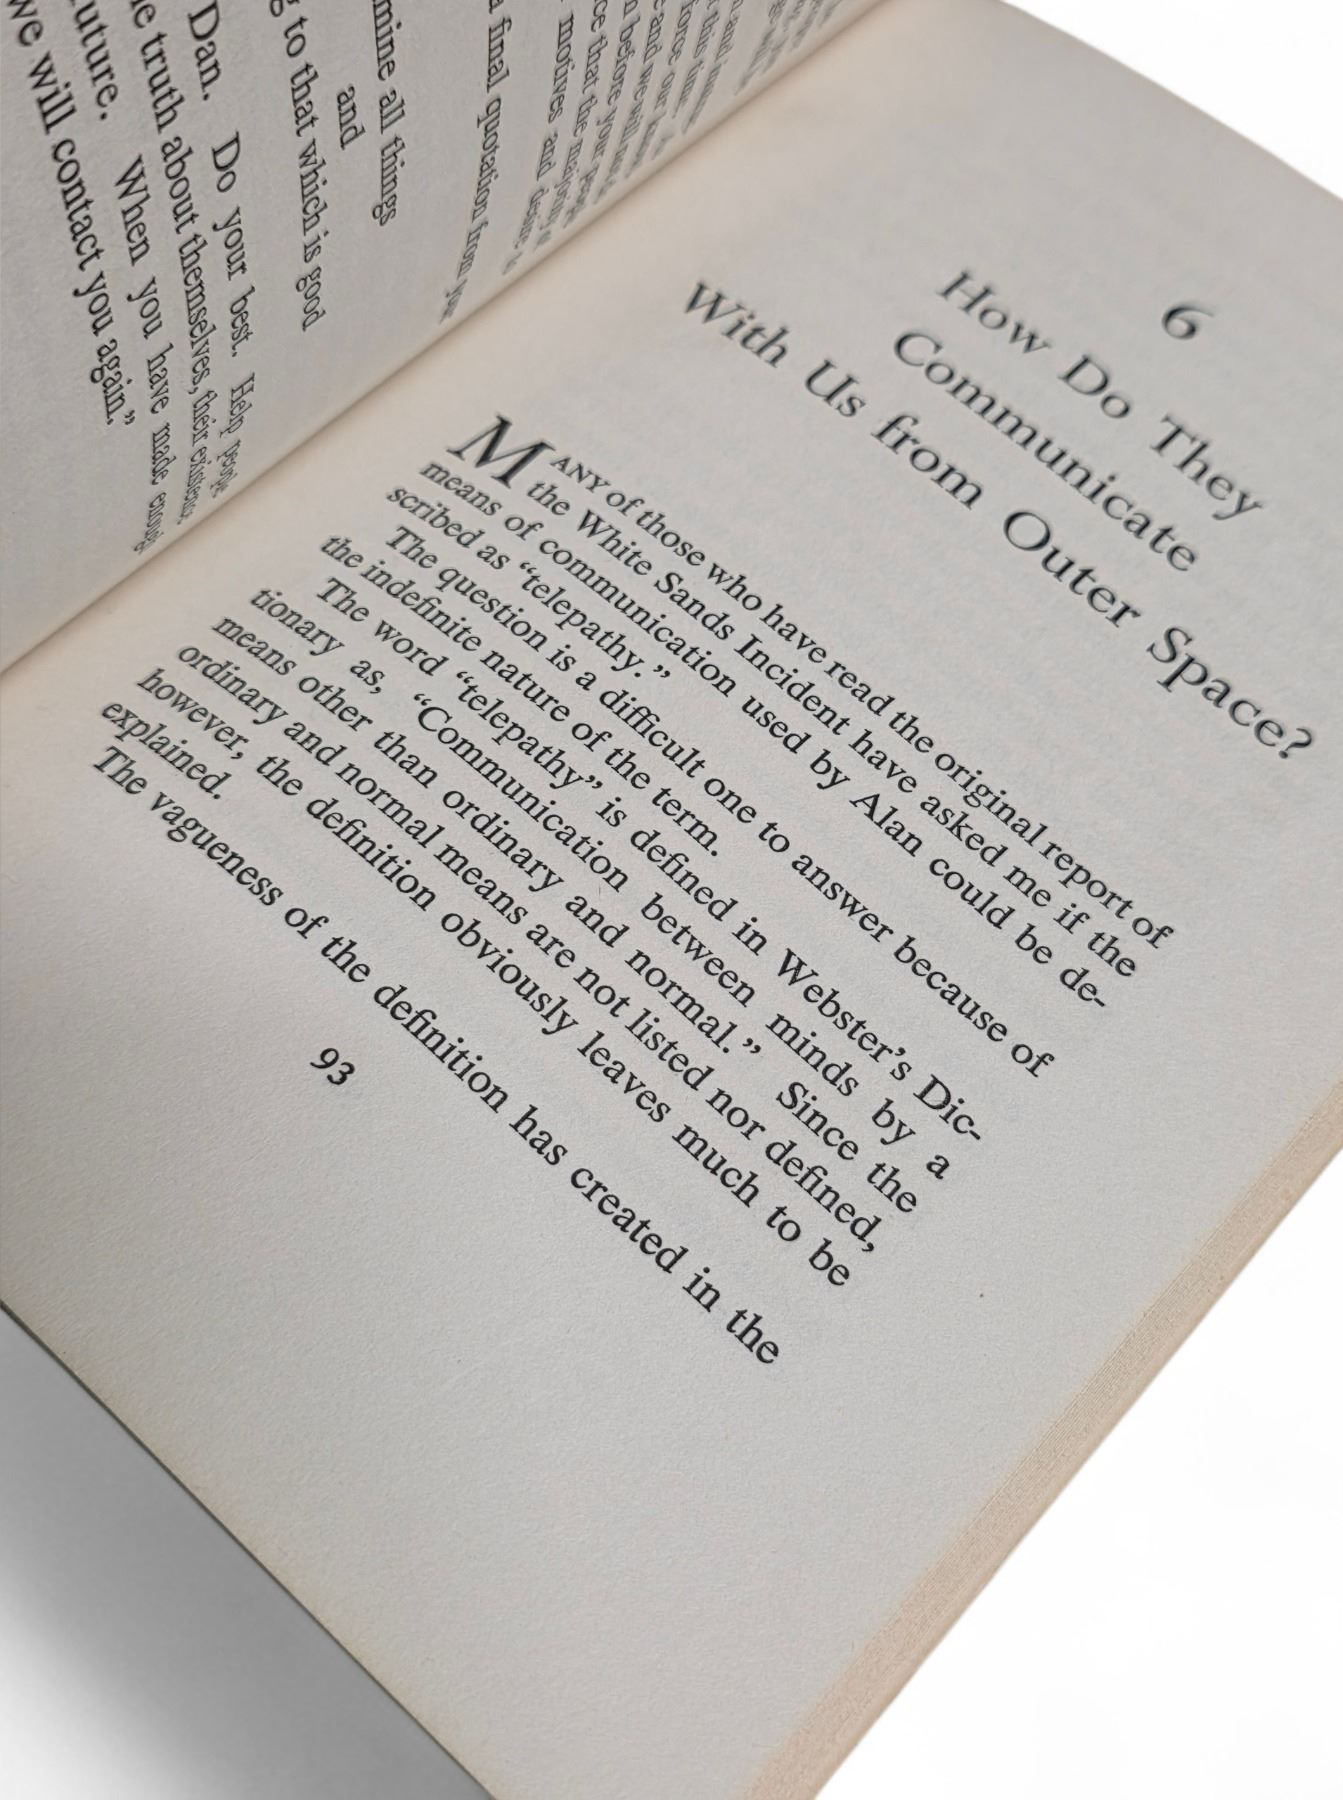 motives and desire
a final quotation from
mine all things
and
to that which is good
Dan. Do your best. Help people
truth about themselves, their existence,
future. When you have made enough
we will contact you again.”
6
How Do They
Communicate
With Us from Outer Space?
MANY of those who have read the original report of
the White Sands Incident have asked me if the
means of communication used by Alan could be de-
scribed as “telepathy.”
The question is a difficult one to answer because of
the indefinite nature of the term.
The word “telepathy” is defined in Webster’s Dic-
tionary as, “Communication between minds by a
means other than ordinary and normal.” Since the
ordinary and normal means are not listed nor defined,
however, the definition obviously leaves much to be
explained.
The vagueness of the definition has created in the
93